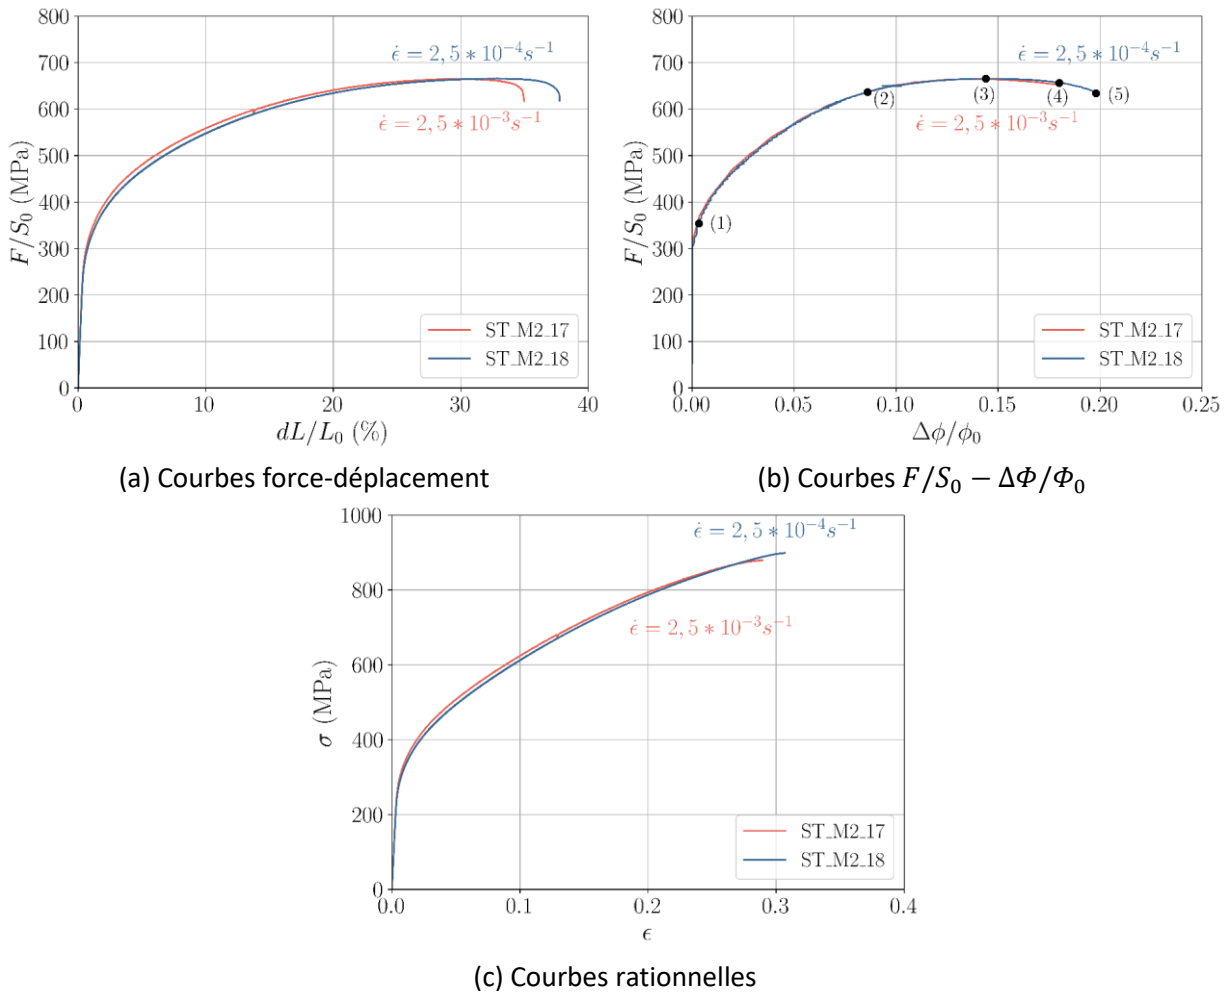 800
700
600
500
400
300
200
100
0
F/S₀ (MPa)
ϵ̇ = 2,5 * 10⁻⁴s⁻¹
ϵ̇ = 2,5 * 10⁻³s⁻¹
ST_M2_17
ST_M2_18
0 10 20 30 40
dL/L₀ (%)
(a) Courbes force-déplacement
800
700
600
500
400
300
200
100
0
F/S₀ (MPa)
ϵ̇ = 2,5 * 10⁻⁴s⁻¹
(1)
(2)
(3)
(4)
(5)
ϵ̇ = 2,5 * 10⁻³s⁻¹
ST_M2_17
ST_M2_18
0.00 0.05 0.10 0.15 0.20 0.25
Δϕ/ϕ₀
(b) Courbes F/S₀ − ΔΦ/Φ₀
1000
800
600
400
200
0
σ (MPa)
ϵ̇ = 2,5 * 10⁻⁴s⁻¹
ϵ̇ = 2,5 * 10⁻³s⁻¹
ST_M2_17
ST_M2_18
0.0 0.1 0.2 0.3 0.4
ϵ
(c) Courbes rationnelles